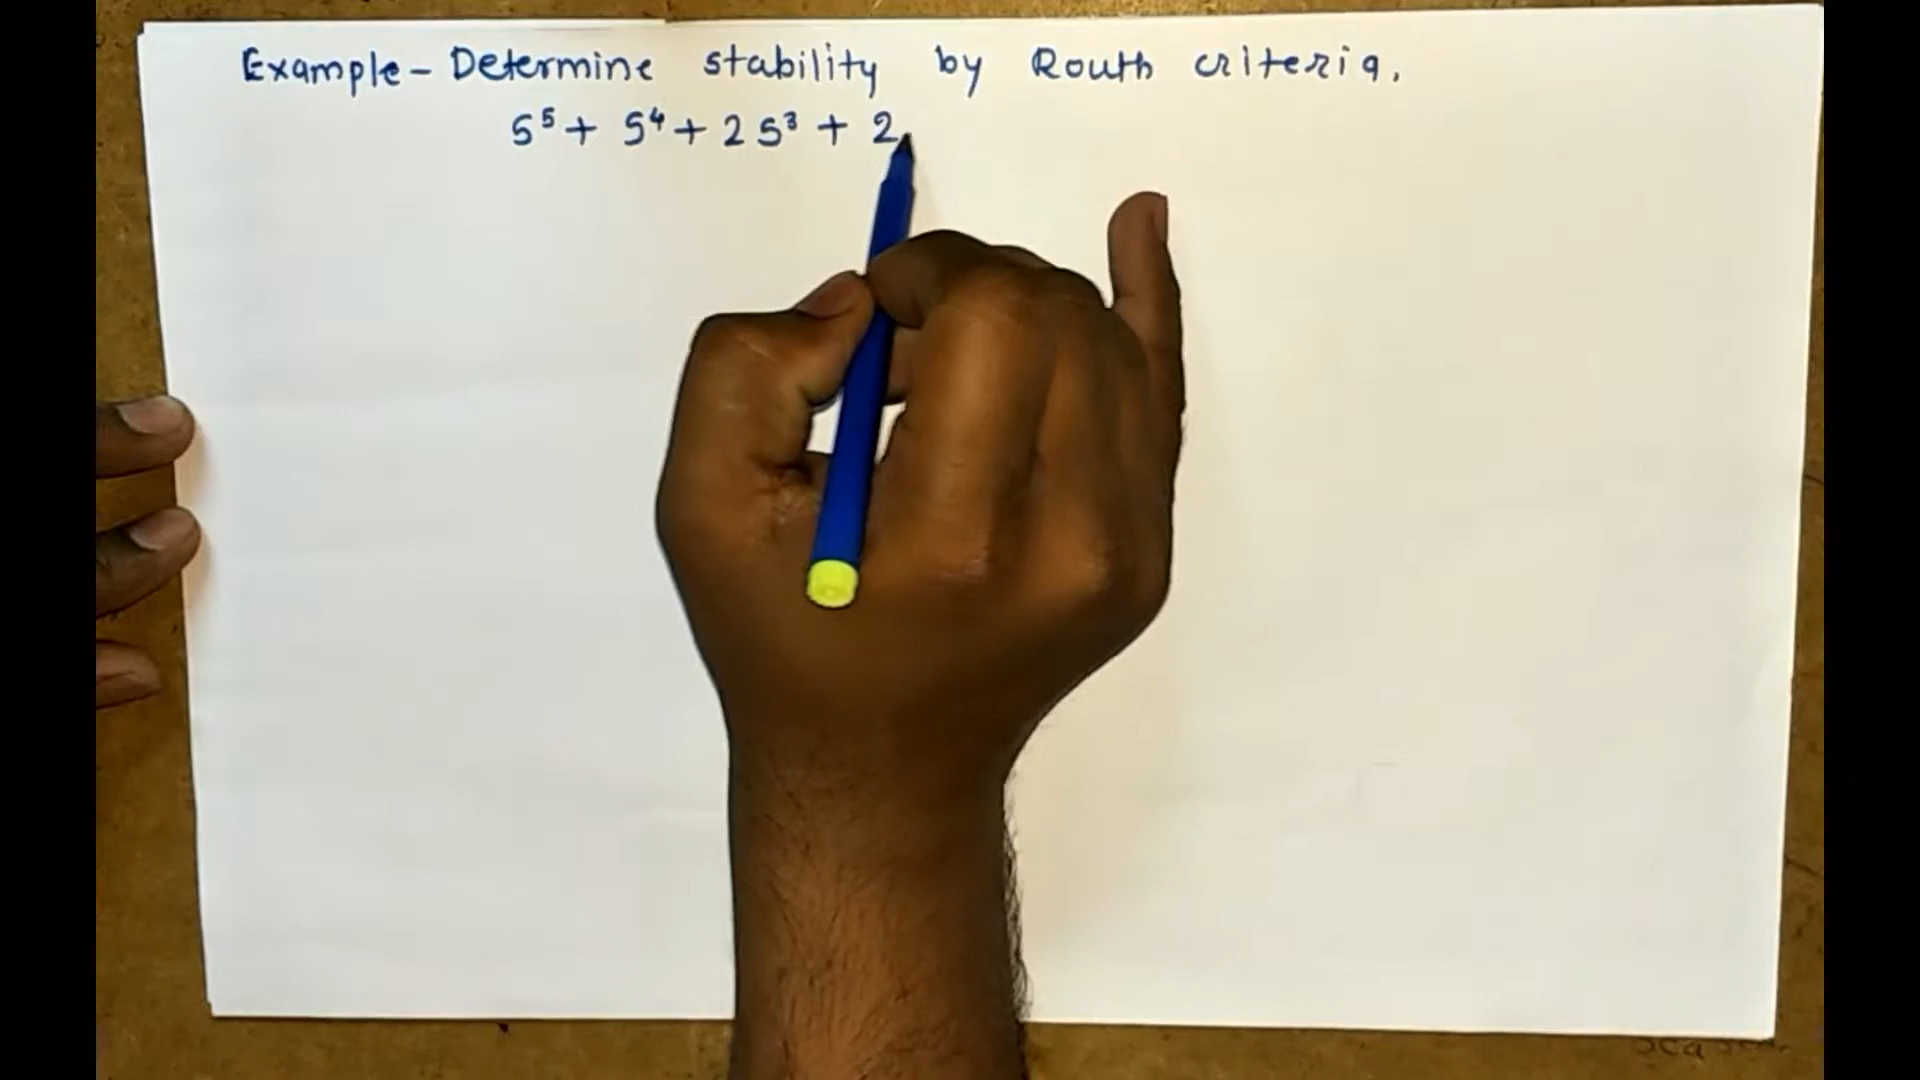 Example - Determine stability by Routh criteria.
s⁵ + s⁴ + 2s³ + 2